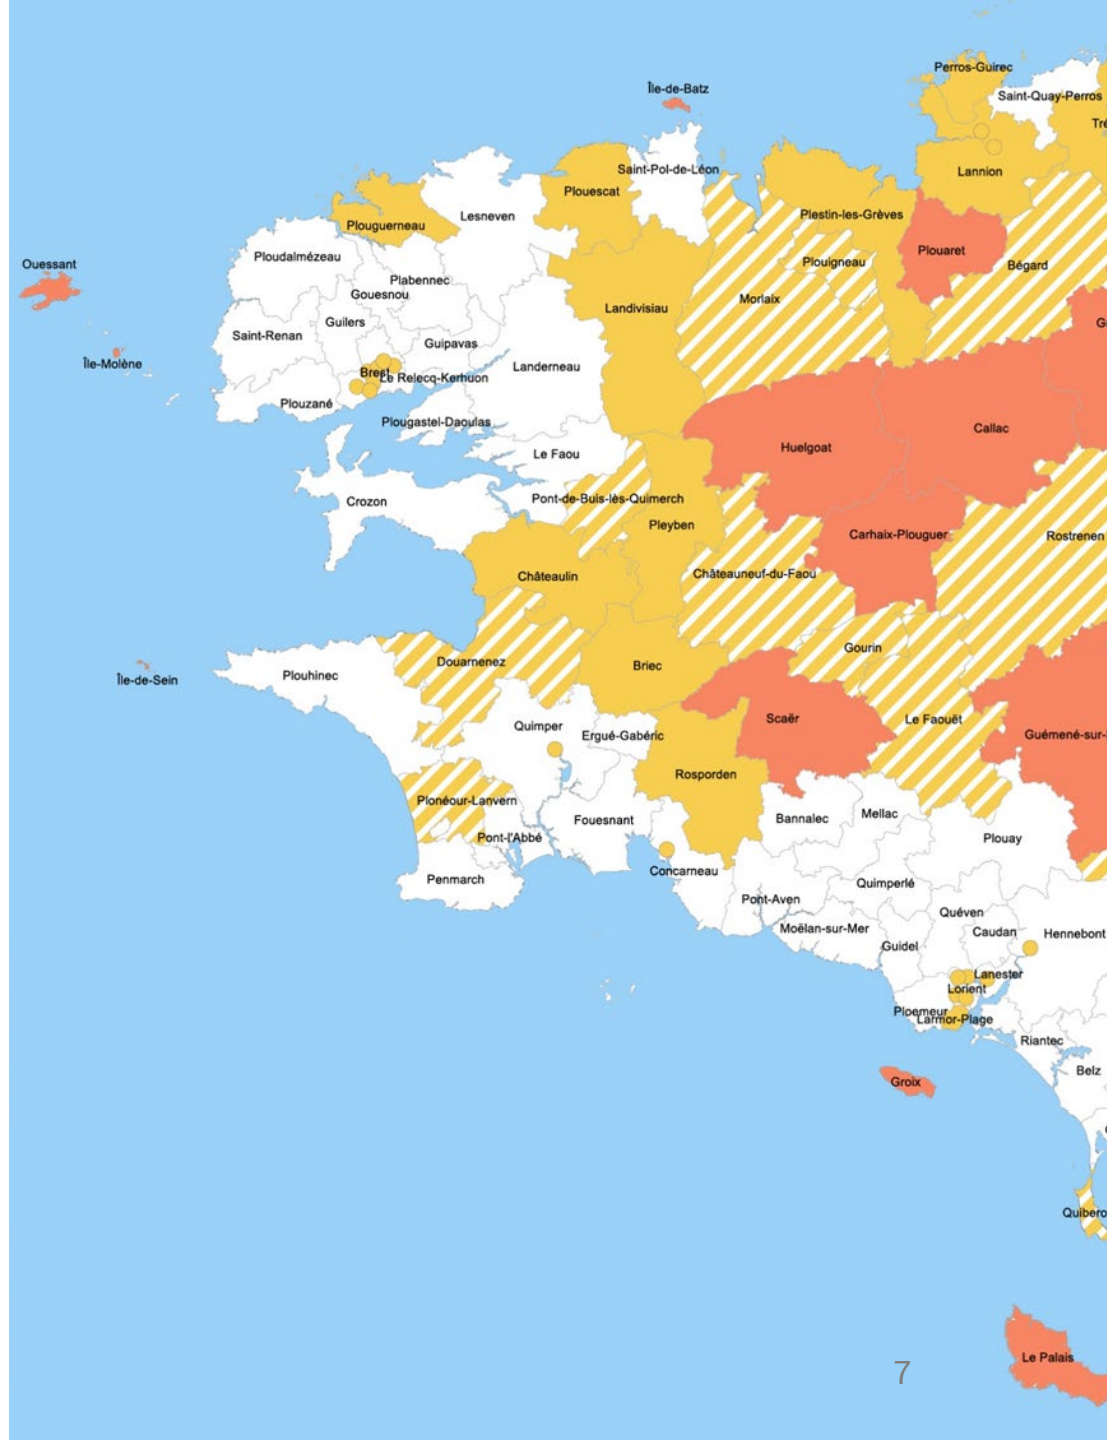 Perros-Guirec
Île-de-Batz
Saint-Quay-Perros
Tré
Saint-Pol-de-Léon
Lannion
Plouescat
Lesneven
Plestin-les-Grèves
Plouguerneau
Plouaret
Ploudalmézeau
Ouessant
Plouigneau
Bégard
Plabennec
Gouesnou
Morlaix
Landivisiau
Guilers
G
Saint-Renan
Guipavas
Île-Molène
Landerneau
Brest
Le Relecq-Kerhuon
Plouzané
Plougastel-Daoulas
Callac
Huelgoat
Le Faou
Crozon
Pont-de-Buis-lès-Quimerch
Pleyben
Carhaix-Plouguer
Rostrenen
Châteaulin
Châteauneuf-du-Faou
Gourin
Douarnenez
Briec
Plouhinec
Île-de-Sein
Scaër
Le Faouët
Quimper
Ergué-Gabéric
Guémené-sur-S
Rosporden
Plonéour-Lanvern
Mellac
Bannalec
Fouesnant
Pont-l'Abbé
Plouay
Concarneau
Penmarch
Quimperlé
Pont-Aven
Quéven
Moëlan-sur-Mer
Caudan
Hennebont
Guidel
Lanester
Lorient
Ploemeur
Larmor-Plage
Riantec
Belz
Groix
Quibero
Le Palais
7